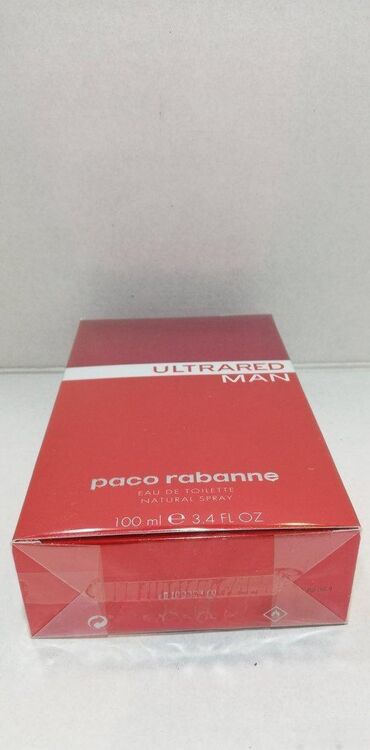 ULTRARED
MAN
paco rabanne
EAU DE TOILETTE
NATURAL SPRAY
100 ml ℮ 3.4 FL OZ